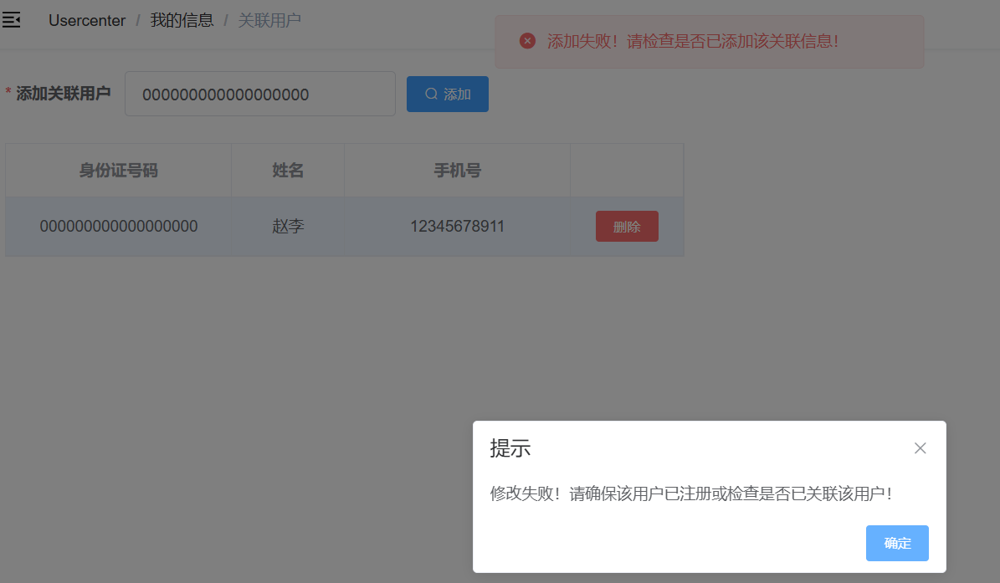 Usercenter / 我的信息 / 关联用户
添加失败！请检查是否已添加该关联信息！
* 添加关联用户 000000000000000000 添加
身份证号码 姓名 手机号
000000000000000000 赵李 12345678911 删除
提示
修改失败！请确保该用户已注册或检查是否已关联该用户！
确定